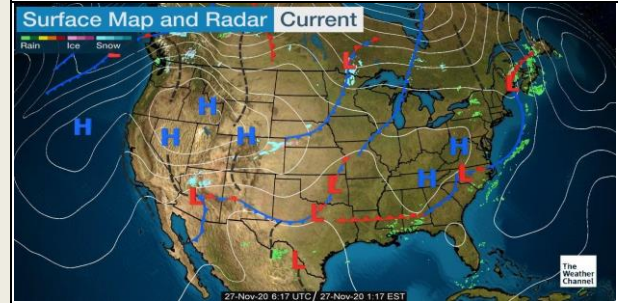 Surface Map and Radar Current
Rain Ice Snow
L
L
H
H
H
H
H
H
L
L
L
L
L
The
Weather
Channel
27-Nov-20 6:17 UTC / 27-Nov-20 1:17 EST